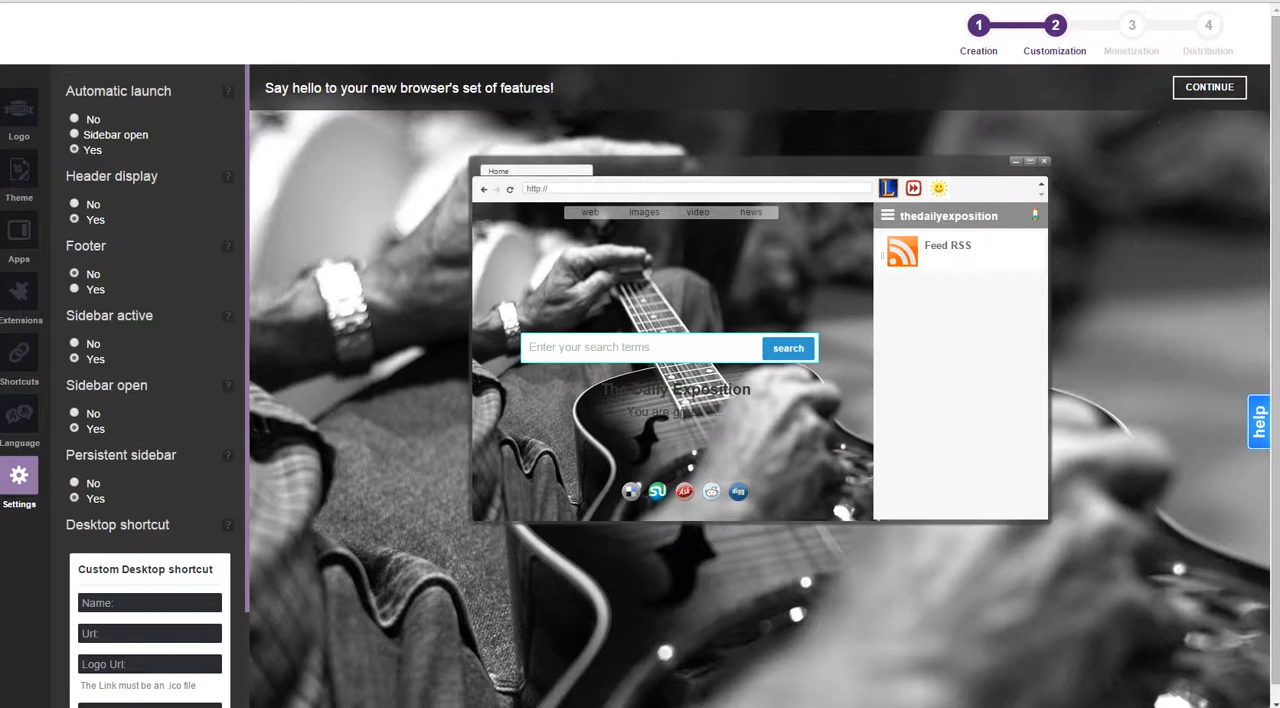 1
2
3
4
Creation
Customization
Monetization
Distribution
Say hello to your new browser's set of features!
CONTINUE
Logo
Theme
Apps
Extensions
Shortcuts
Language
Settings
Automatic launch
?
No
Sidebar open
Yes
Header display
?
No
Yes
Footer
?
No
Yes
Sidebar active
?
No
Yes
Sidebar open
?
No
Yes
Persistent sidebar
?
No
Yes
Desktop shortcut
?
Custom Desktop shortcut
Name:
Url:
Logo Url:
The Link must be an .ico file
Home
http://
L
web
images
video
news
thedailyexposition
Feed RSS
Enter your search terms
search
The Daily Exposition
You are
Ask
digg
help